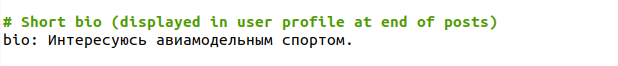 # Short bio (displayed in user profile at end of posts)
bio: Интересуюсь авиамодельным спортом.